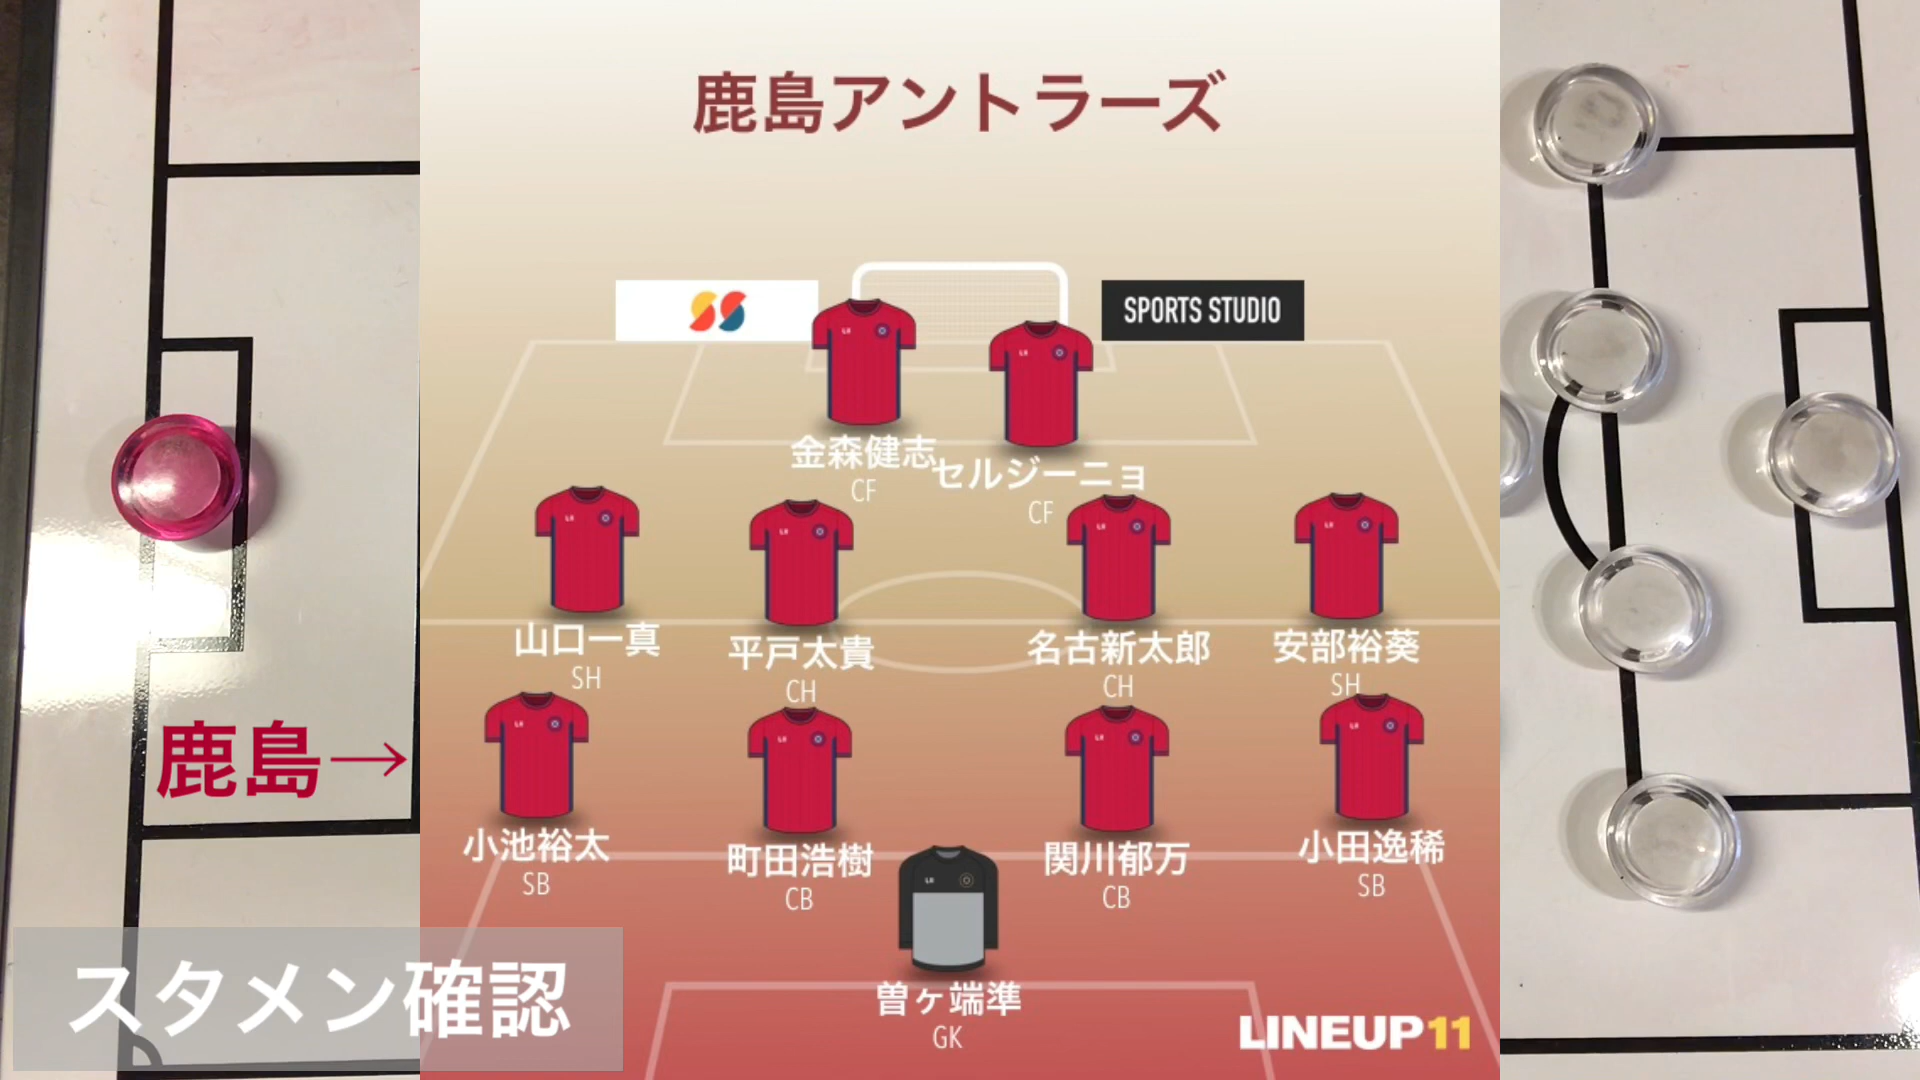 鹿島アントラーズ
SPORTS STUDIO
金森健志
CF
セルジーニョ
CF
山口一真
SH
平戸太貴
CH
名古新太郎
CH
安部裕葵
SH
小池裕太
SB
町田浩樹
CB
関川郁万
CB
小田逸稀
SB
曽ヶ端準
GK
鹿島→
スタメン確認
LINEUP11